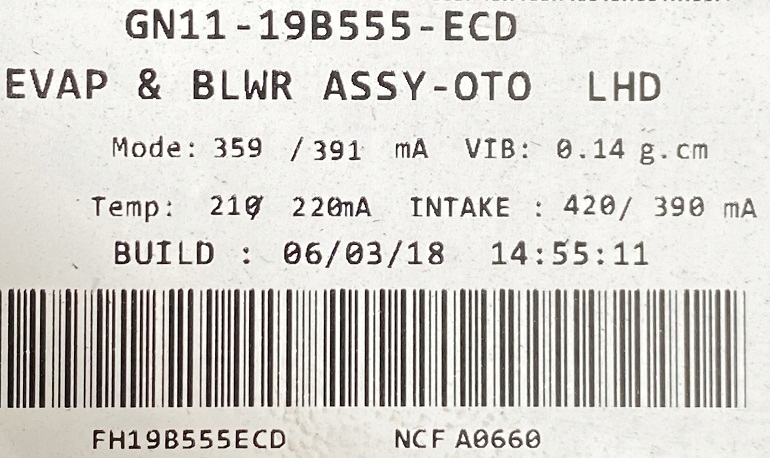 GN11-19B555-ECD
EVAP & BLWR ASSY-OTO LHD
Mode: 359 / 391 mA VIB: 0.14 g.cm
Temp: 210/ 220mA INTAKE : 420/ 390 mA
BUILD : 06/03/18 14:55:11
FH19B555ECD NCF A0660